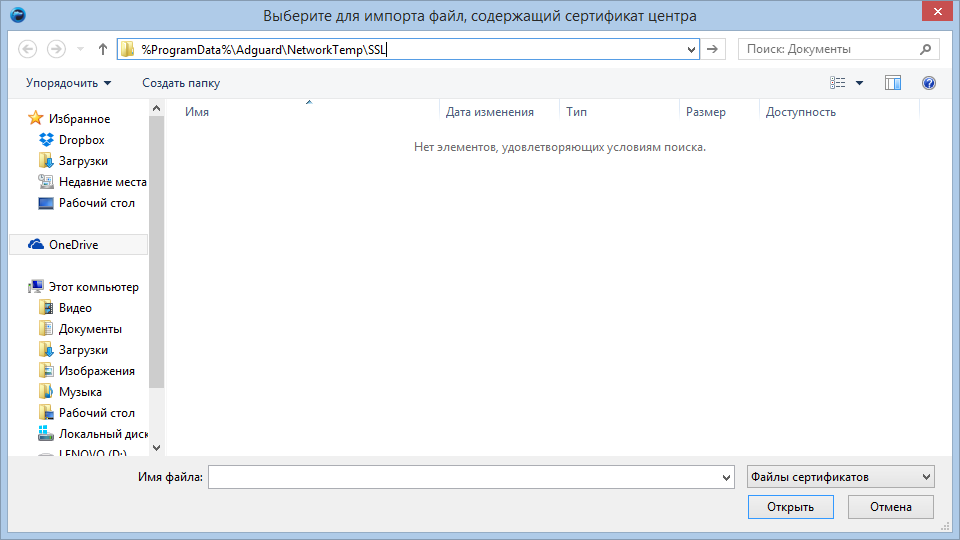 Выберите для импорта файл, содержащий сертификат центра
%ProgramData%\Adguard\NetworkTemp\SSL
Поиск: Документы
Упорядочить
Создать папку
Имя
Дата изменения
Тип
Размер
Доступность
Нет элементов, удовлетворяющих условиям поиска.
Избранное
Dropbox
Загрузки
Недавние места
Рабочий стол
OneDrive
Этот компьютер
Видео
Документы
Загрузки
Изображения
Музыка
Рабочий стол
Локальный диск
LENOVO (D:)
Имя файла:
Файлы сертификатов
Открыть
Отмена